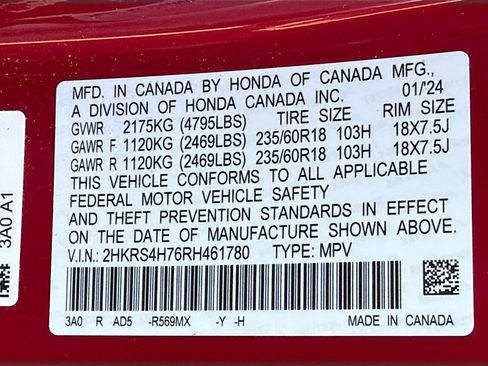 MFD. IN CANADA BY HONDA OF CANADA MFG.,
A DIVISION OF HONDA CANADA INC. 01/'24
GVWR 2175KG (4795LBS) TIRE SIZE RIM SIZE
GAWR F 1120KG (2469LBS) 235/60R18 103H 18X7.5J
GAWR R 1120KG (2469LBS) 235/60R18 103H 18X7.5J
THIS VEHICLE CONFORMS TO ALL APPLICABLE
FEDERAL MOTOR VEHICLE SAFETY
AND THEFT PREVENTION STANDARDS IN EFFECT
ON THE DATE OF MANUFACTURE SHOWN ABOVE.
V.I.N.: 2HKRS4H76RH461780 TYPE: MPV
3A0 R AD5 -R569MX -Y -H MADE IN CANADA
3A0 A1